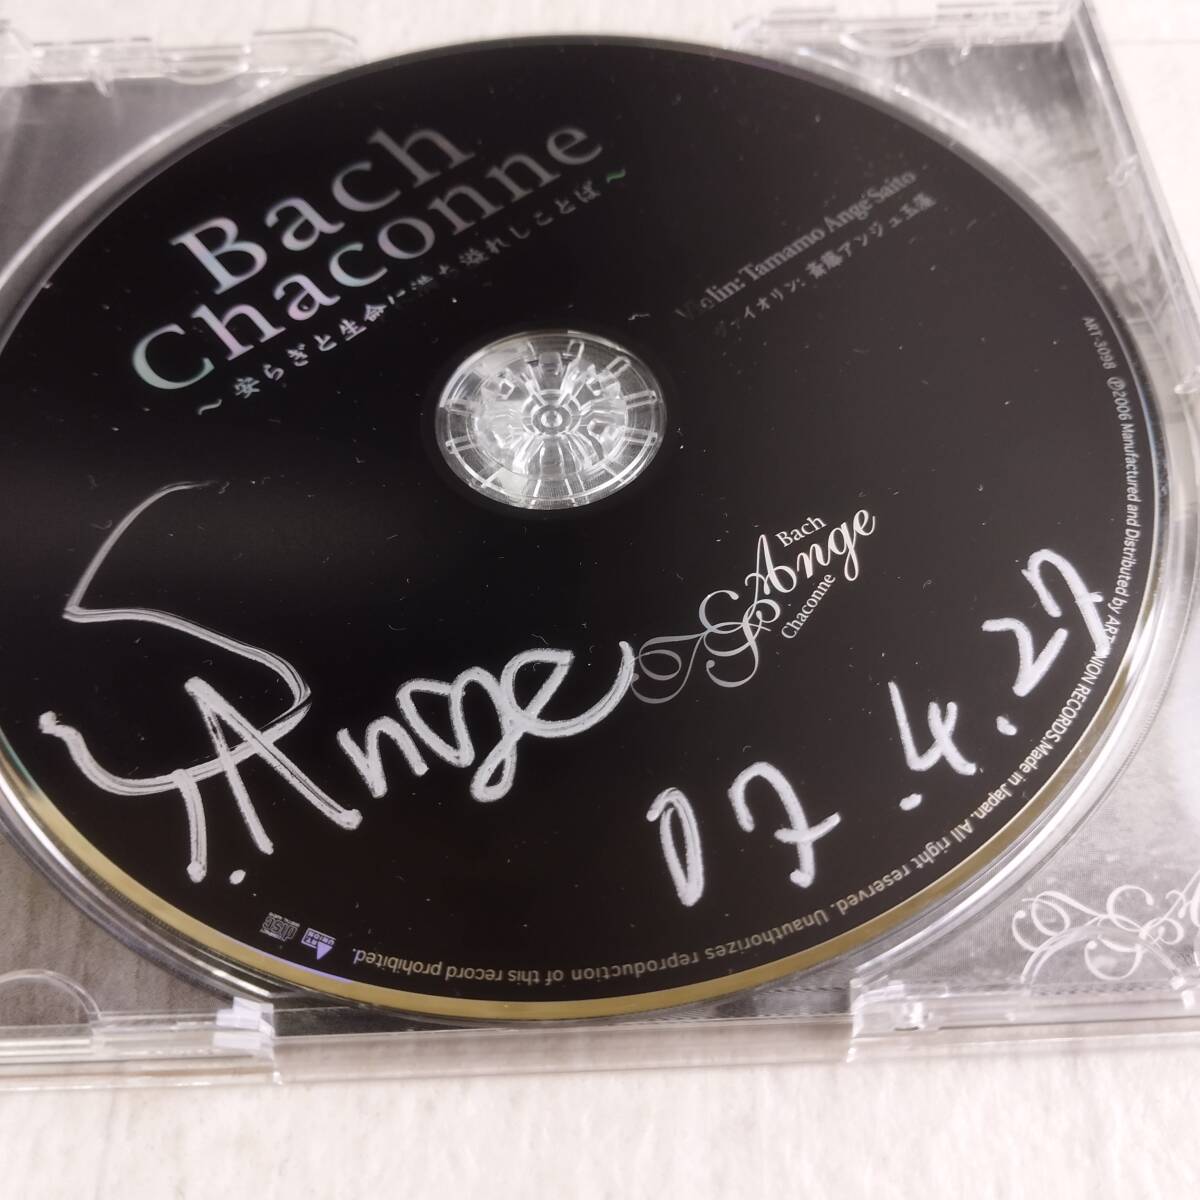 Bach
Chaconne
～安らぎと生命に満ち溢れしことば～
Violin: Tamamo Ange Saito
ヴァイオリン: 斎藤アンジュ玉藻
ART-3098 ℗2006 Manufactured and Distributed by ART UNION RECORDS. Made in Japan. All right reserved. Unauthorizes reproduction of this record prohibited.
Bach
Ange
Chaconne
Ange
07.4.27
ART
UNION
disc